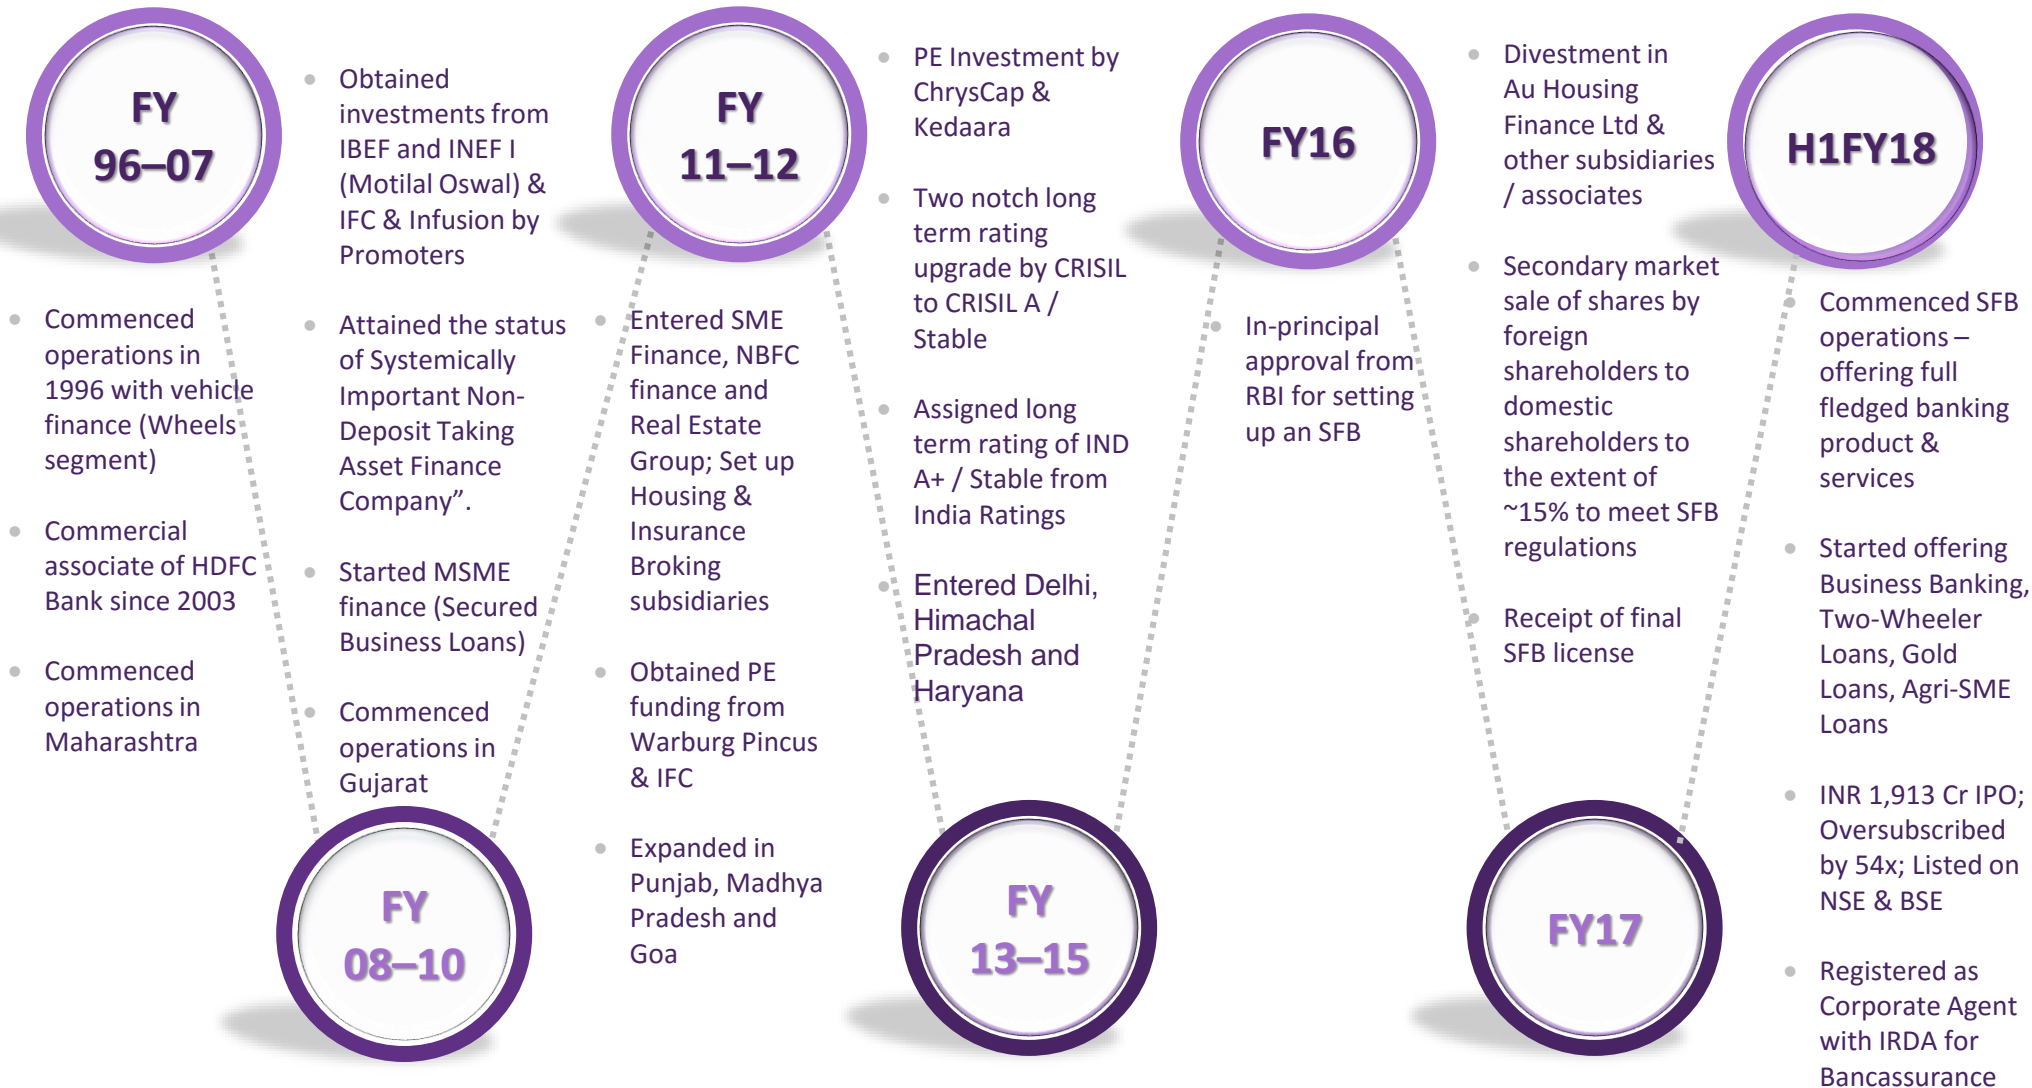 FY
96–07
Commenced
operations in
1996 with vehicle
finance (Wheels
segment)
Commercial
associate of HDFC
Bank since 2003
Commenced
operations in
Maharashtra
Obtained
investments from
IBEF and INEF I
(Motilal Oswal) &
IFC & Infusion by
Promoters
Attained the status
of Systemically
Important Non-
Deposit Taking
Asset Finance
Company”.
Started MSME
finance (Secured
Business Loans)
Commenced
operations in
Gujarat
FY
08–10
FY
11–12
Entered SME
Finance, NBFC
finance and
Real Estate
Group; Set up
Housing &
Insurance
Broking
subsidiaries
Obtained PE
funding from
Warburg Pincus
& IFC
Expanded in
Punjab, Madhya
Pradesh and
Goa
PE Investment by
ChrysCap &
Kedaara
Two notch long
term rating
upgrade by CRISIL
to CRISIL A /
Stable
Assigned long
term rating of IND
A+ / Stable from
India Ratings
Entered Delhi,
Himachal
Pradesh and
Haryana
FY
13–15
FY16
In-principal
approval from
RBI for setting
up an SFB
Divestment in
Au Housing
Finance Ltd &
other subsidiaries
/ associates
Secondary market
sale of shares by
foreign
shareholders to
domestic
shareholders to
the extent of
~15% to meet SFB
regulations
Receipt of final
SFB license
FY17
H1FY18
Commenced SFB
operations –
offering full
fledged banking
product &
services
Started offering
Business Banking,
Two-Wheeler
Loans, Gold
Loans, Agri-SME
Loans
INR 1,913 Cr IPO;
Oversubscribed
by 54x; Listed on
NSE & BSE
Registered as
Corporate Agent
with IRDA for
Bancassurance